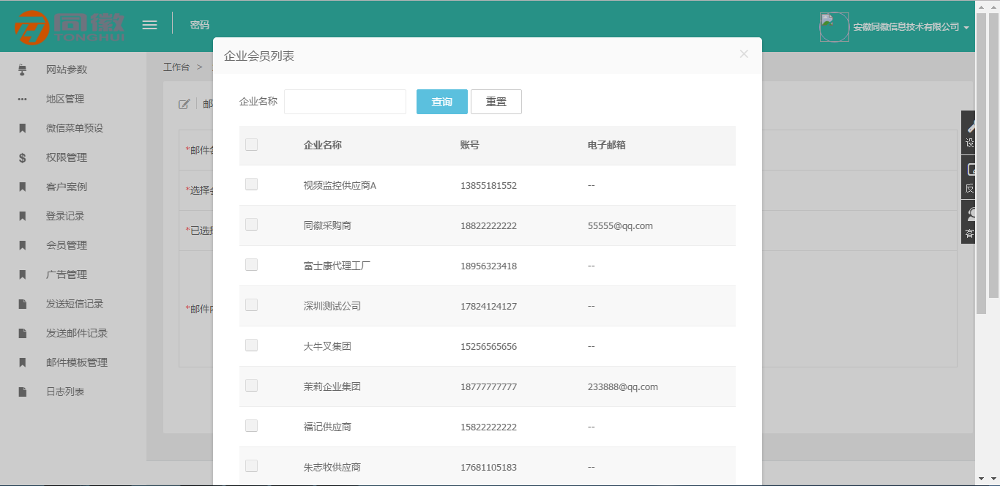 同徽
TONGHUI
密码
安徽同徽信息技术有限公司
网站参数
地区管理
微信菜单预设
权限管理
客户案例
登录记录
会员管理
广告管理
发送短信记录
发送邮件记录
邮件模板管理
日志列表
工作台 >
邮
*邮件
*选择
*已选
*邮件
企业会员列表
企业名称
查询
重置
企业名称 账号 电子邮箱
视频监控供应商A 13855181552 --
同徽采购商 18822222222 55555@qq.com
富士康代理工厂 18956323418 --
深圳测试公司 17824124127 --
大牛叉集团 15256565656 --
茉莉企业集团 18777777777 233888@qq.com
福记供应商 15822222222 --
朱志牧供应商 17681105183 --
设
反
客